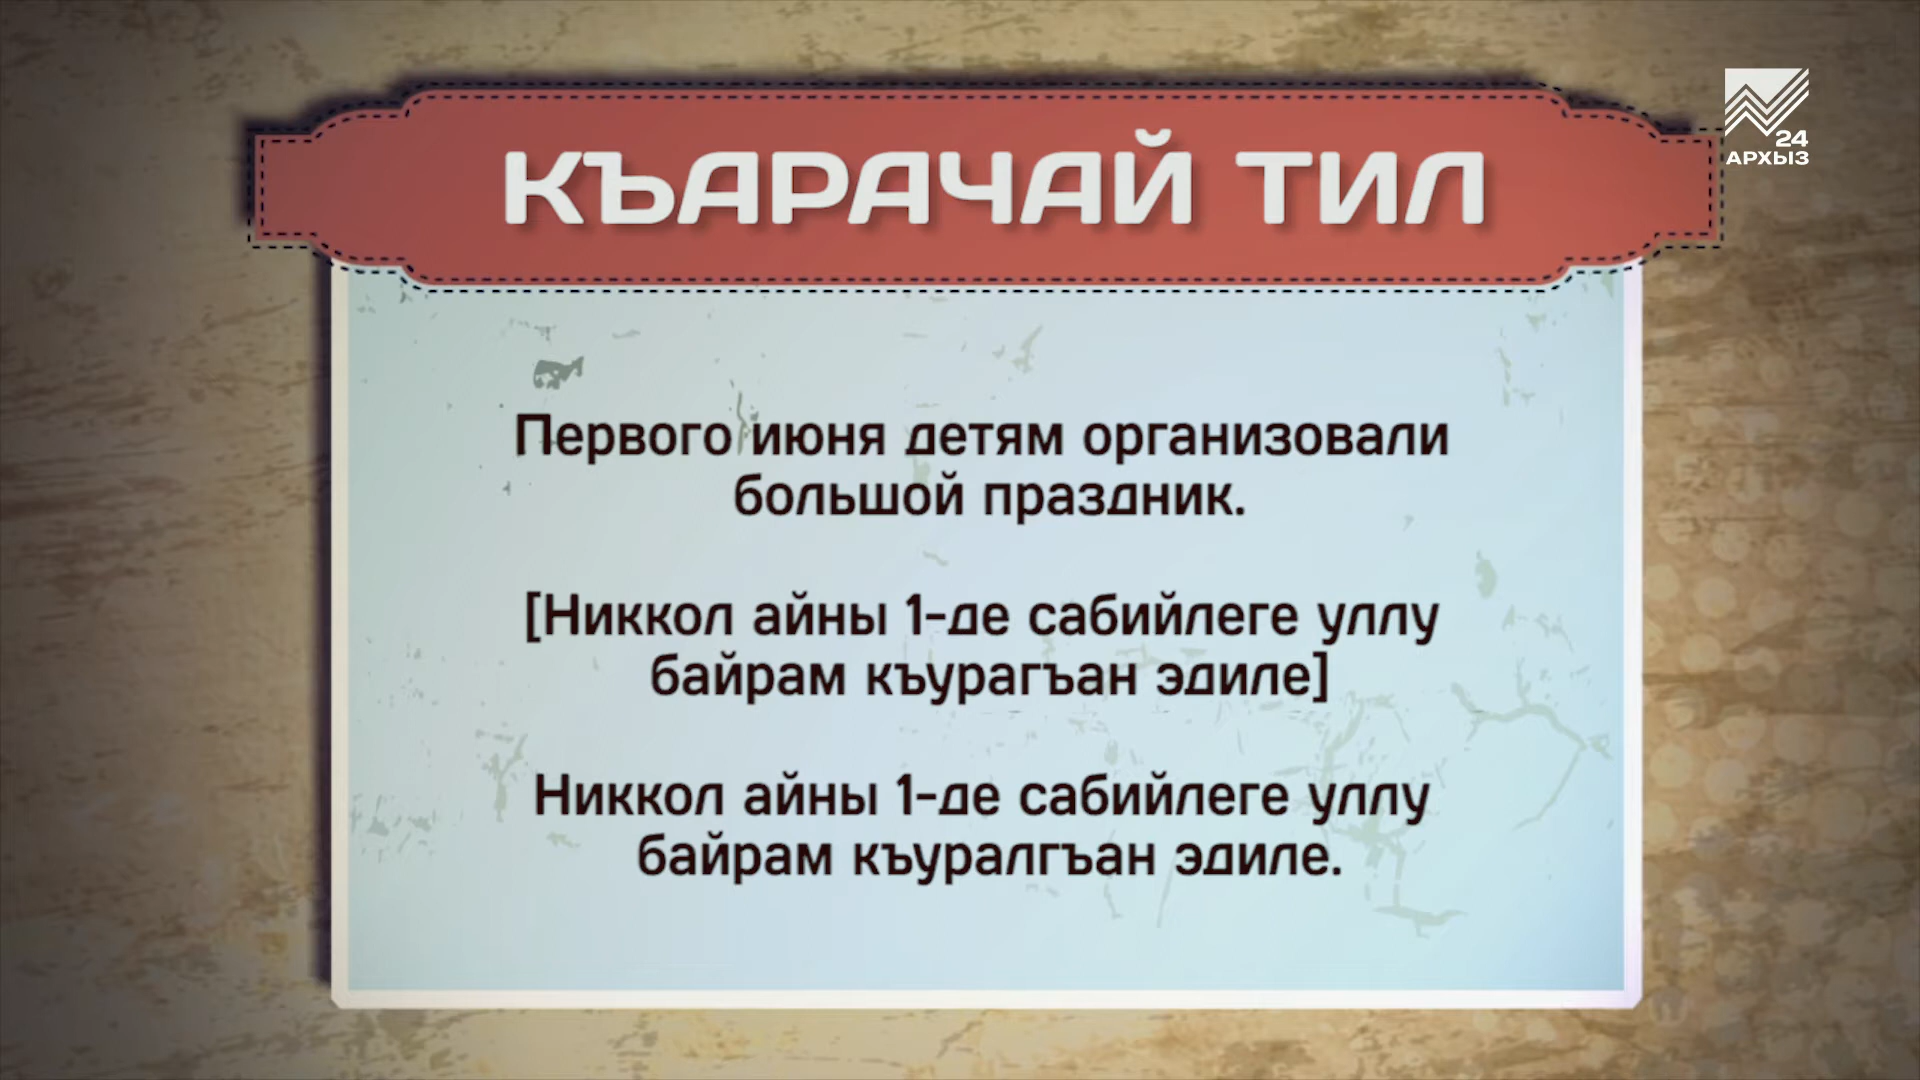 24
АРХЫЗ
КЪАРАЧАЙ ТИЛ
Первого июня детям организовали
большой праздник.
[Никкол айны 1-де сабийлеге уллу
байрам къурагъан эдиле]
Никкол айны 1-де сабийлеге уллу
байрам къуралгъан эдиле.